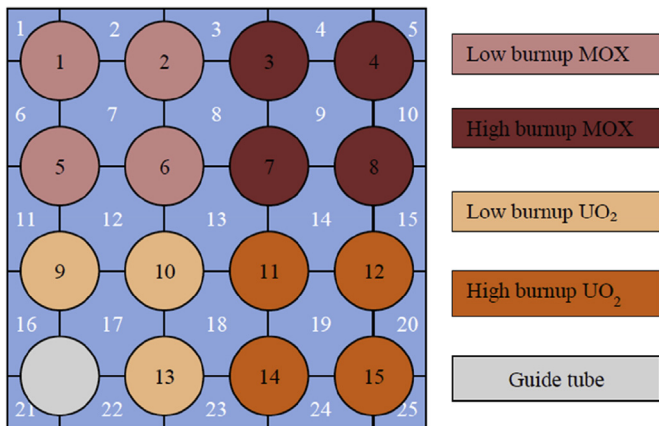 1 2 3 4 5
1 2 3 4
6 7 8 9 10
5 6 7 8
11 12 13 14 15
9 10 11 12
16 17 18 19 20
13 14 15
21 22 23 24 25
Low burnup MOX
High burnup MOX
Low burnup UO₂
High burnup UO₂
Guide tube